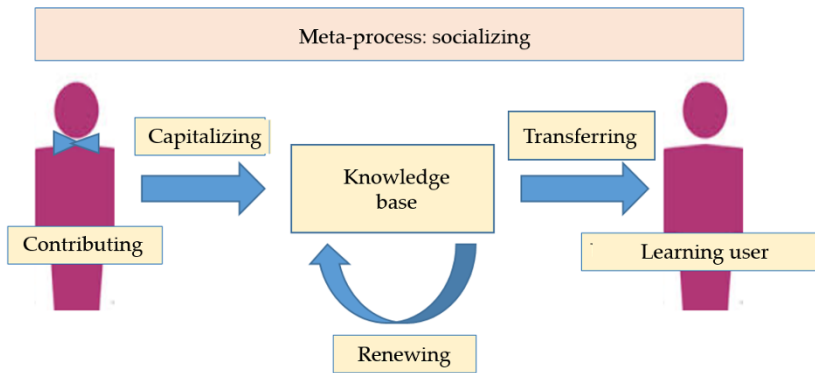 Meta-process: socializing
Capitalizing
Transferring
Knowledge
base
Contributing
Learning user
Renewing